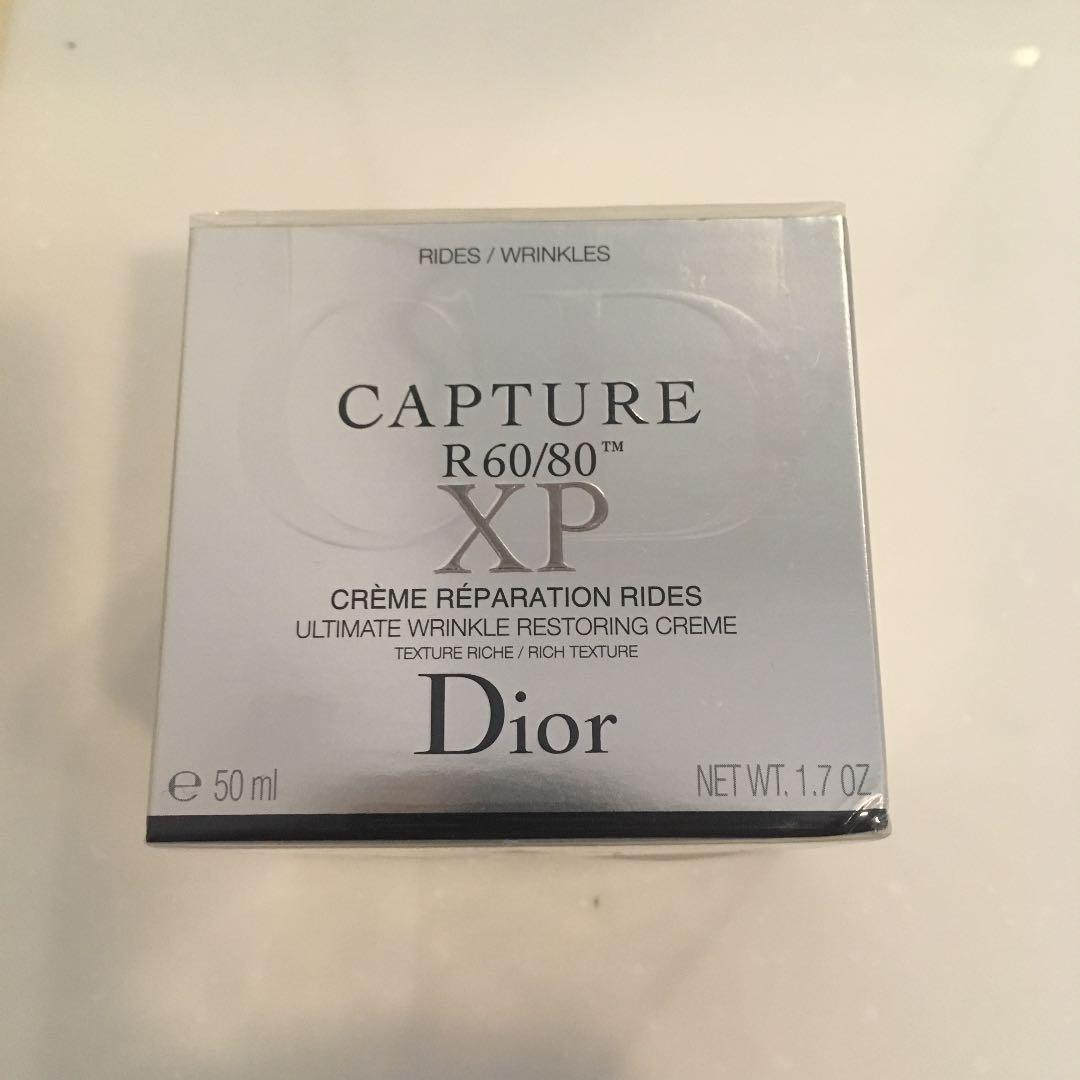 RIDES / WRINKLES
CAPTURE
R60/80™
XP
CRÈME RÉPARATION RIDES
ULTIMATE WRINKLE RESTORING CREME
TEXTURE RICHE / RICH TEXTURE
Dior
℮ 50 ml NET WT. 1.7 OZ